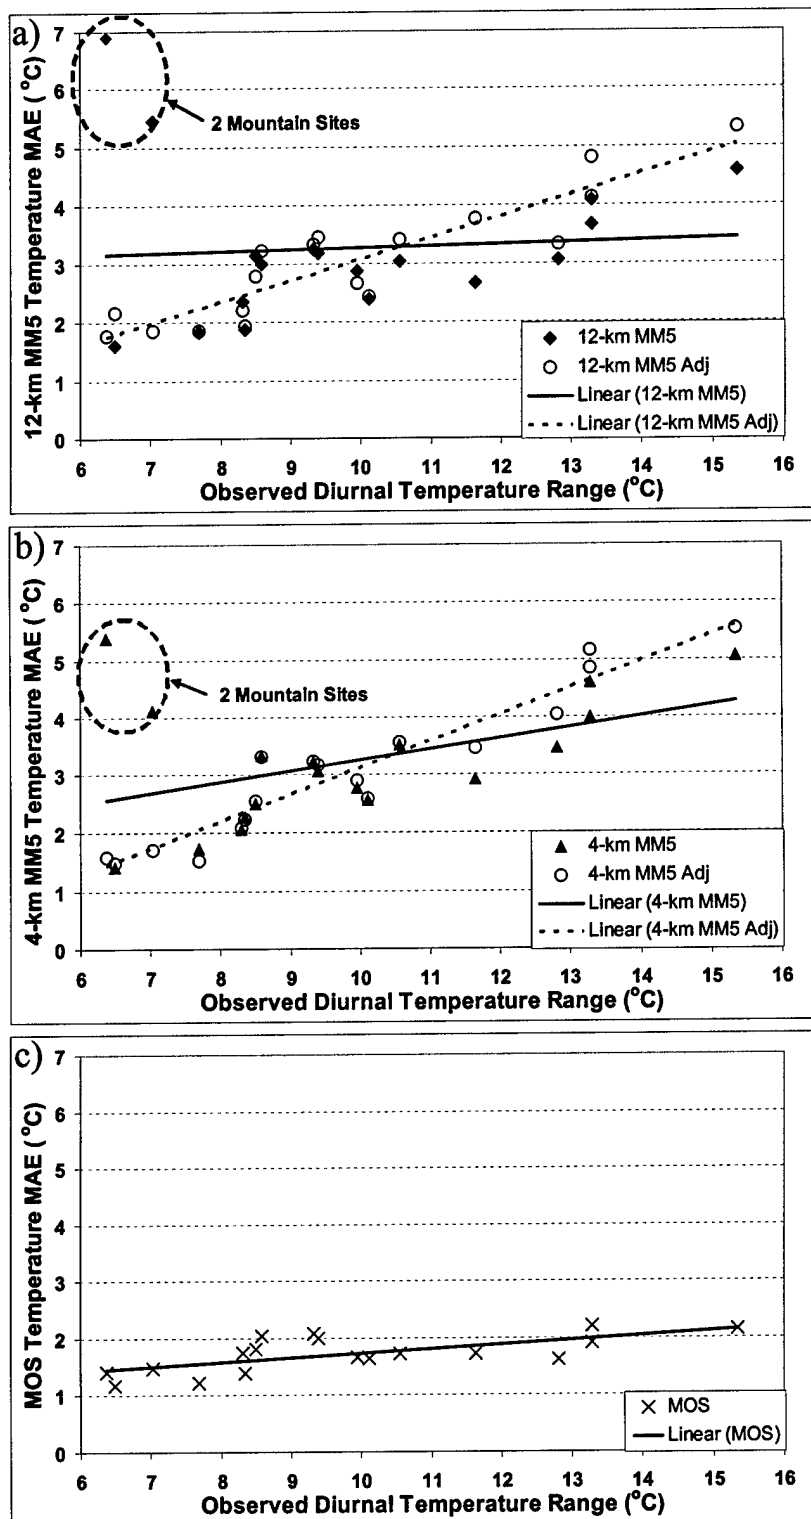 a)
12-km MM5 Temperature MAE (°C)
7
6
5
4
3
2
1
0
2 Mountain Sites
12-km MM5
12-km MM5 Adj
Linear (12-km MM5)
Linear (12-km MM5 Adj)
6 7 8 9 10 11 12 13 14 15 16
Observed Diurnal Temperature Range (°C)
b)
4-km MM5 Temperature MAE (°C)
7
6
5
4
3
2
1
0
2 Mountain Sites
4-km MM5
4-km MM5 Adj
Linear (4-km MM5)
Linear (4-km MM5 Adj)
6 7 8 9 10 11 12 13 14 15 16
Observed Diurnal Temperature Range (°C)
c)
MOS Temperature MAE (°C)
7
6
5
4
3
2
1
0
MOS
Linear (MOS)
6 7 8 9 10 11 12 13 14 15 16
Observed Diurnal Temperature Range (°C)